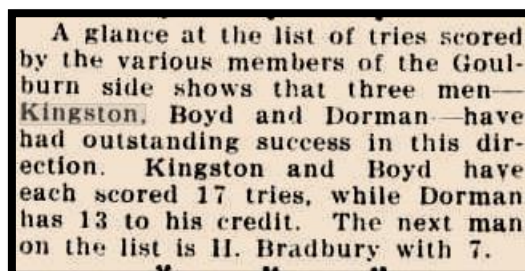 A glance at the list of tries scored
by the various members of the Goul-
burn side shows that three men—
Kingston, Boyd and Dorman—have
had outstanding success in this dir-
ection. Kingston and Boyd have
each scored 17 tries, while Dorman
has 13 to his credit. The next man
on the list is H. Bradbury with 7.